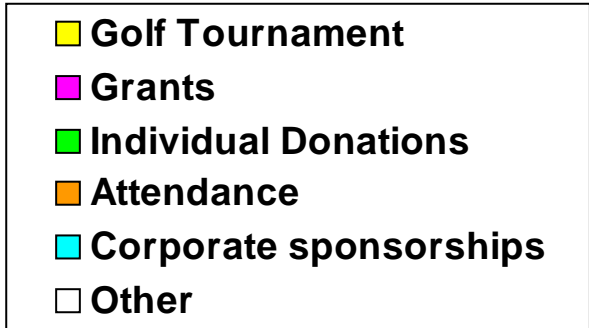 Golf Tournament
Grants
Individual Donations
Attendance
Corporate sponsorships
Other